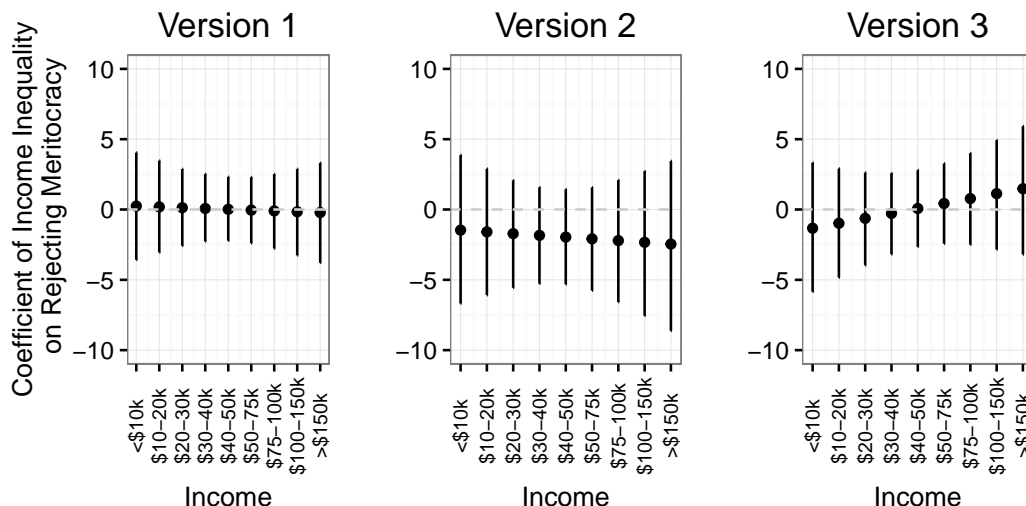 Version 1
Version 2
Version 3
Coefficient of Income Inequality
on Rejecting Meritocracy
10
5
0
−5
−10
<$10k
$10−20k
$20−30k
$30−40k
$40−50k
$50−75k
$75−100k
$100−150k
>$150k
Income
10
5
0
−5
−10
<$10k
$10−20k
$20−30k
$30−40k
$40−50k
$50−75k
$75−100k
$100−150k
>$150k
Income
10
5
0
−5
−10
<$10k
$10−20k
$20−30k
$30−40k
$40−50k
$50−75k
$75−100k
$100−150k
>$150k
Income